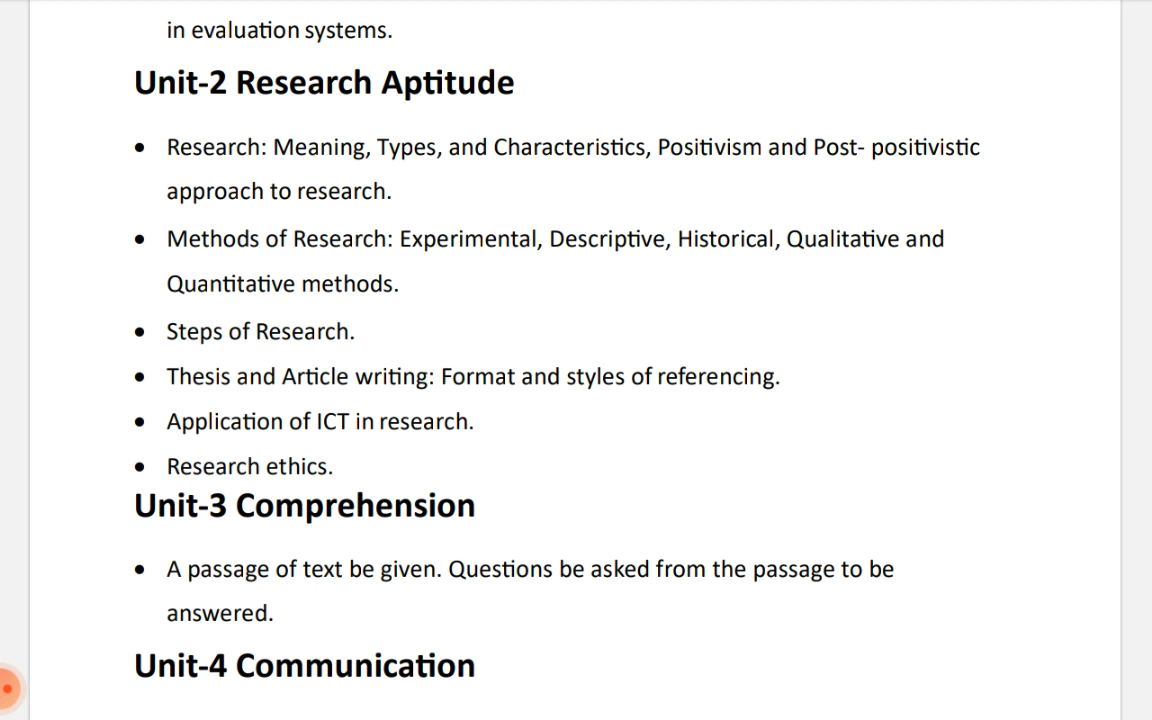 in evaluation systems.
Unit-2 Research Aptitude
• Research: Meaning, Types, and Characteristics, Positivism and Post- positivistic
approach to research.
• Methods of Research: Experimental, Descriptive, Historical, Qualitative and
Quantitative methods.
• Steps of Research.
• Thesis and Article writing: Format and styles of referencing.
• Application of ICT in research.
• Research ethics.
Unit-3 Comprehension
• A passage of text be given. Questions be asked from the passage to be
answered.
Unit-4 Communication